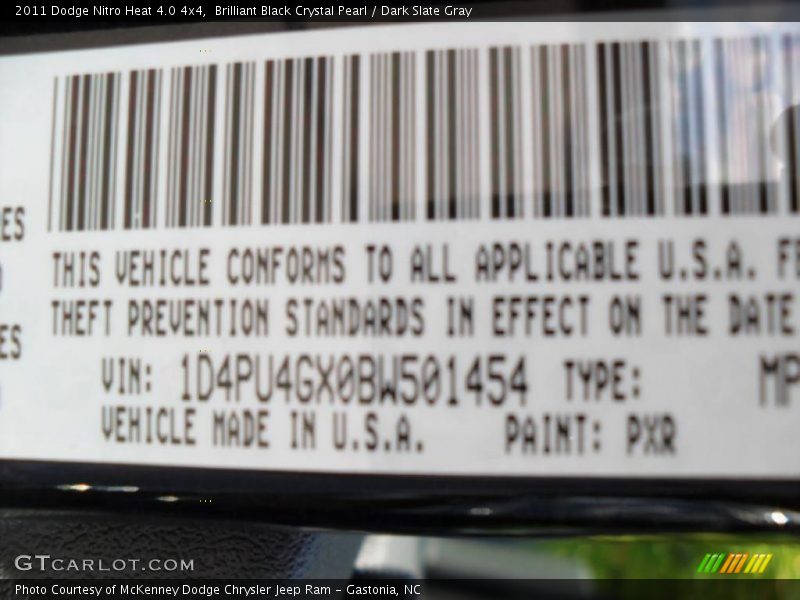 2011 Dodge Nitro Heat 4.0 4x4,  Brilliant Black Crystal Pearl / Dark Slate Gray
THIS VEHICLE CONFORMS TO ALL APPLICABLE U.S.A. FE
THEFT PREVENTION STANDARDS IN EFFECT ON THE DATE
VIN: 1D4PU4GX0BW501454 TYPE: MP
VEHICLE MADE IN U.S.A. PAINT: PXR
ES
ES
GTCARLOT.COM
Photo Courtesy of McKenney Dodge Chrysler Jeep Ram - Gastonia, NC